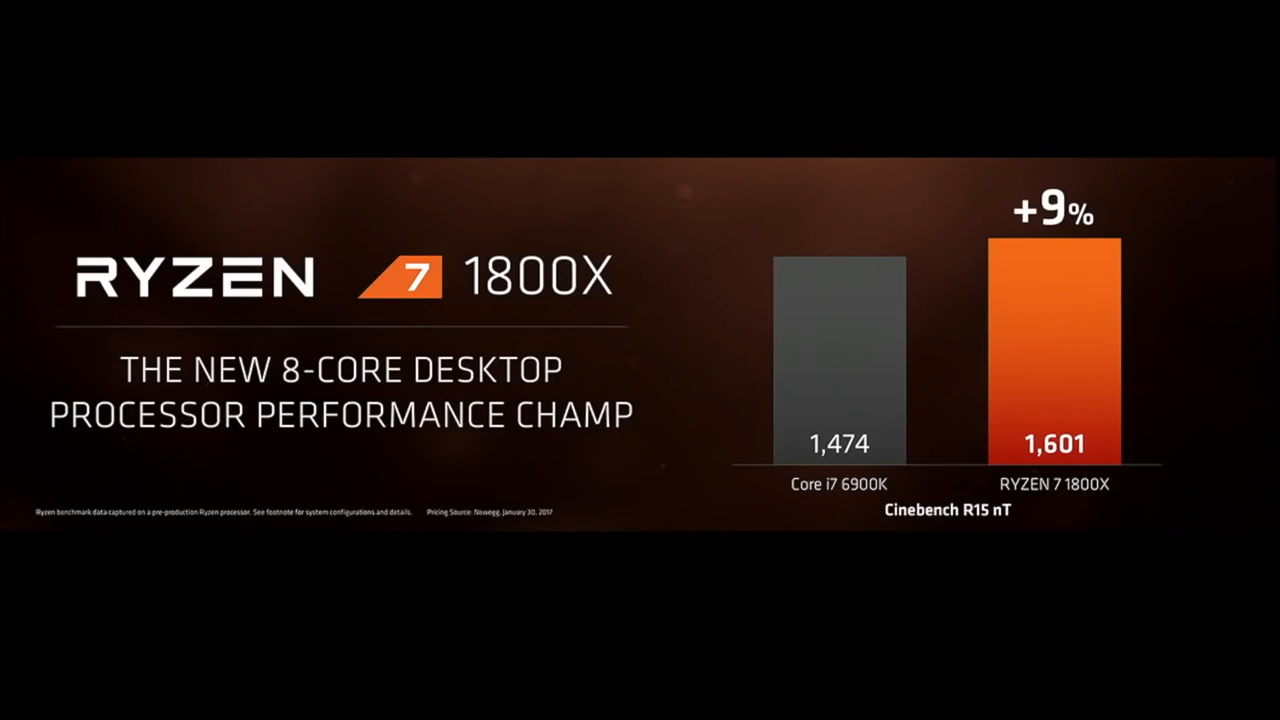 RYZEN 7 1800X
THE NEW 8-CORE DESKTOP
PROCESSOR PERFORMANCE CHAMP
Ryzen benchmark data captured on a pre-production Ryzen processor. See footnote for system configurations and details. Pricing Source: Newegg, January 30, 2017
+9%
1,474
1,601
Core i7 6900K
RYZEN 7 1800X
Cinebench R15 nT